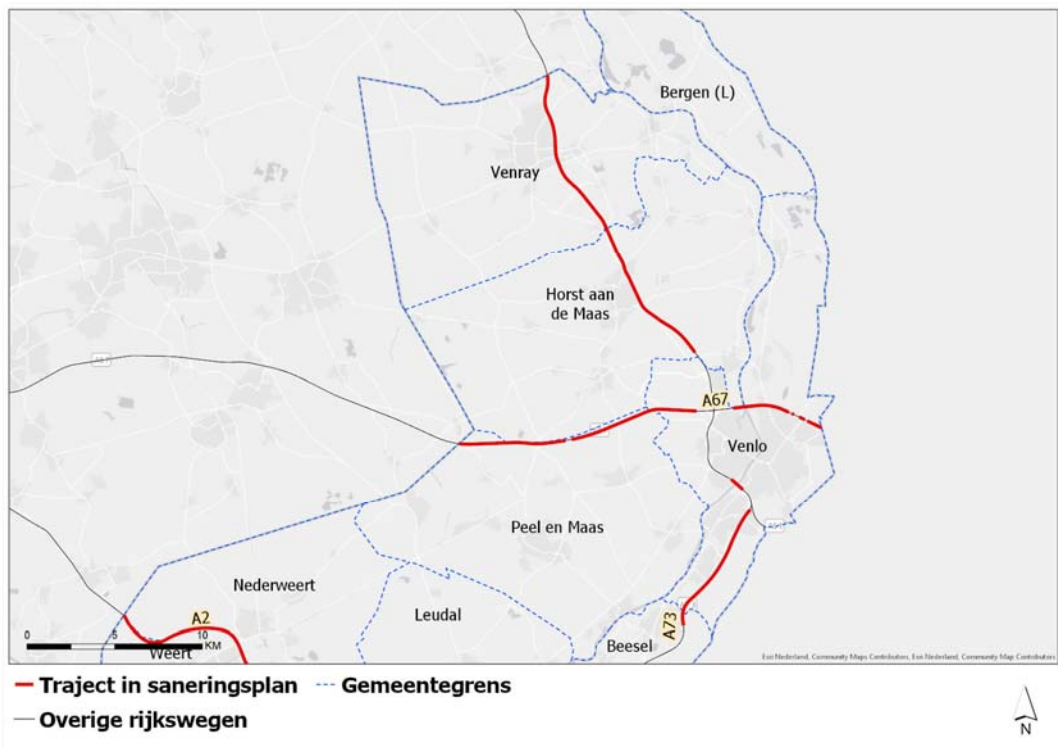 Bergen (L)
Venray
Horst aan
de Maas
A67
Venlo
Peel en Maas
Nederweert
Leudal
A2
Beesel
A73
0 5 10
KM
Weert
Esri Nederland, Community Maps Contributors, Esri Nederland, Community Map Contributors
Traject in saneringsplan
Gemeentegrens
Overige rijkswegen
N